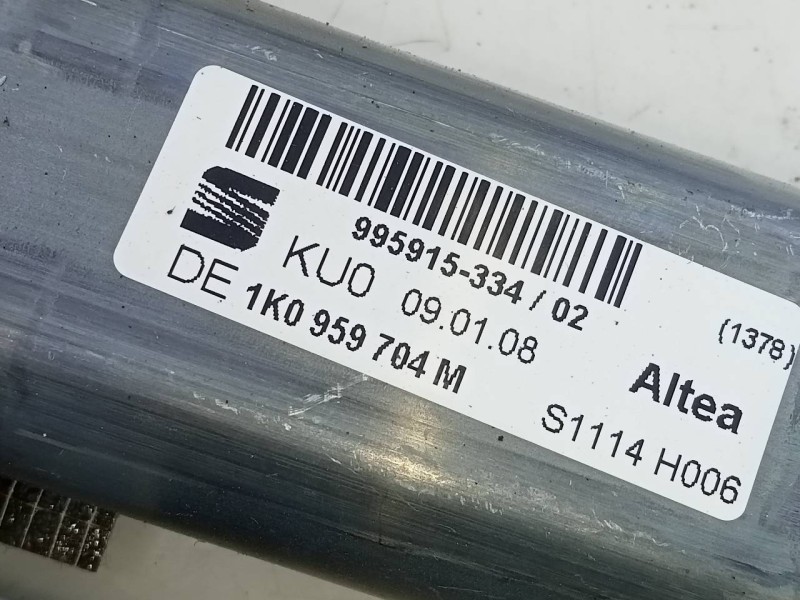 995915-334 / 02
KU0 09.01.08
DE 1K0 959 704 M
(1378)
Altea
S1114 H006